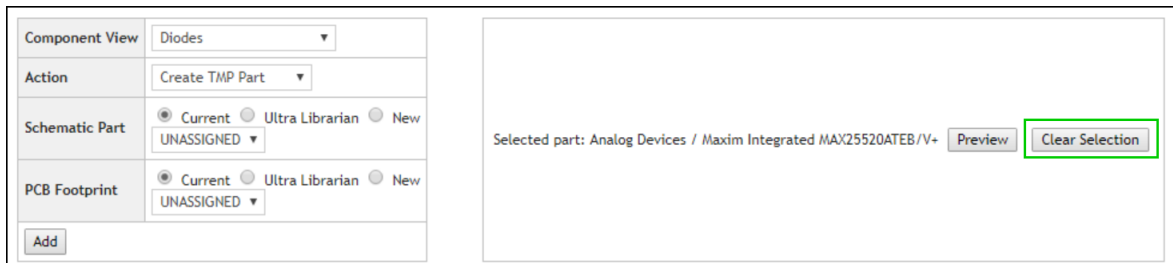 Component View Diodes
Action Create TMP Part
Schematic Part Current Ultra Librarian New
UNASSIGNED
PCB Footprint Current Ultra Librarian New
UNASSIGNED
Add
Selected part: Analog Devices / Maxim Integrated MAX25520ATEB/V+ Preview Clear Selection